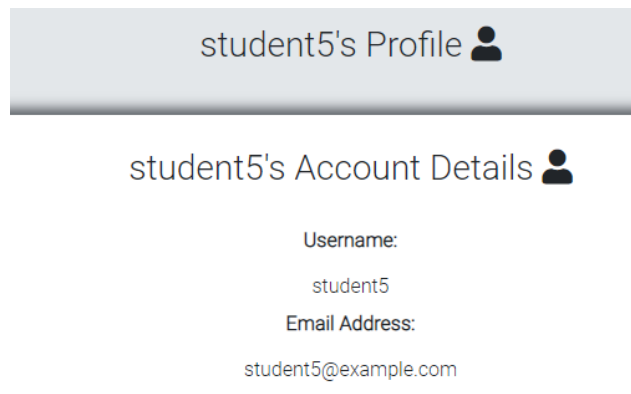 student5's Profile
student5's Account Details
Username:
student5
Email Address:
student5@example.com